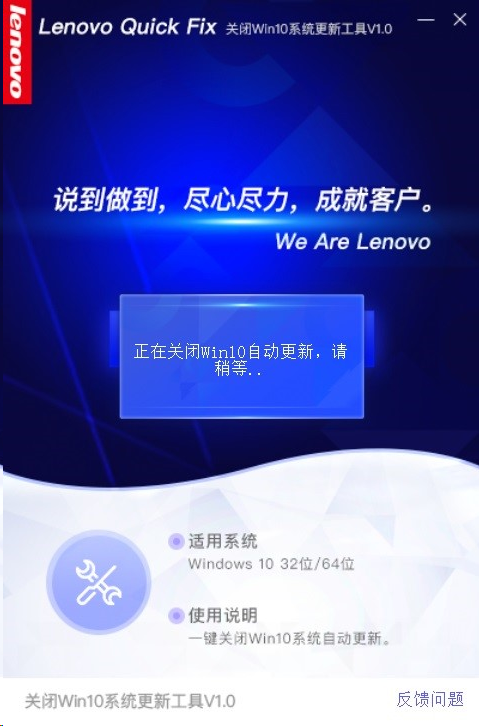 lenovo
Lenovo Quick Fix 关闭Win10系统更新工具V1.0
说到做到，尽心尽力，成就客户。
We Are Lenovo
正在关闭Win10自动更新，请
稍等..
适用系统
Windows 10 32位/64位
使用说明
一键关闭Win10系统自动更新。
关闭Win10系统更新工具V1.0
反馈问题